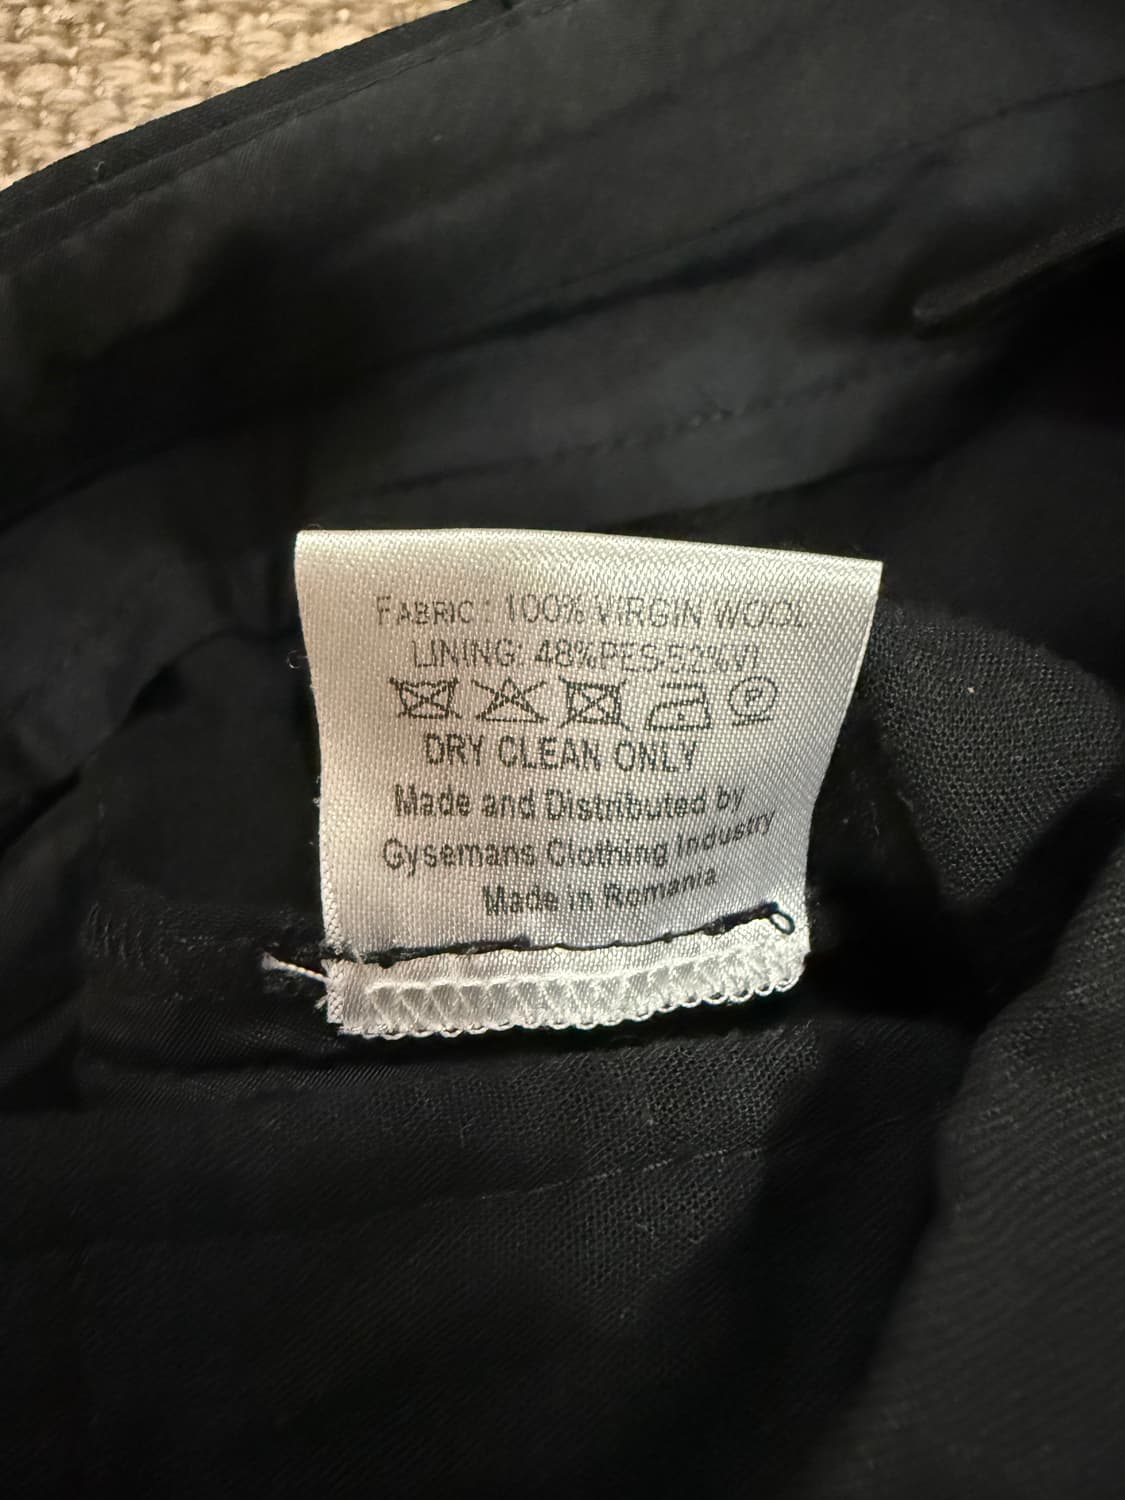 FABRIC : 100% VIRGIN WOOL
LINING: 48%PES-52%VI
DRY CLEAN ONLY
Made and Distributed by
Gysemans Clothing Industry
Made in Romania